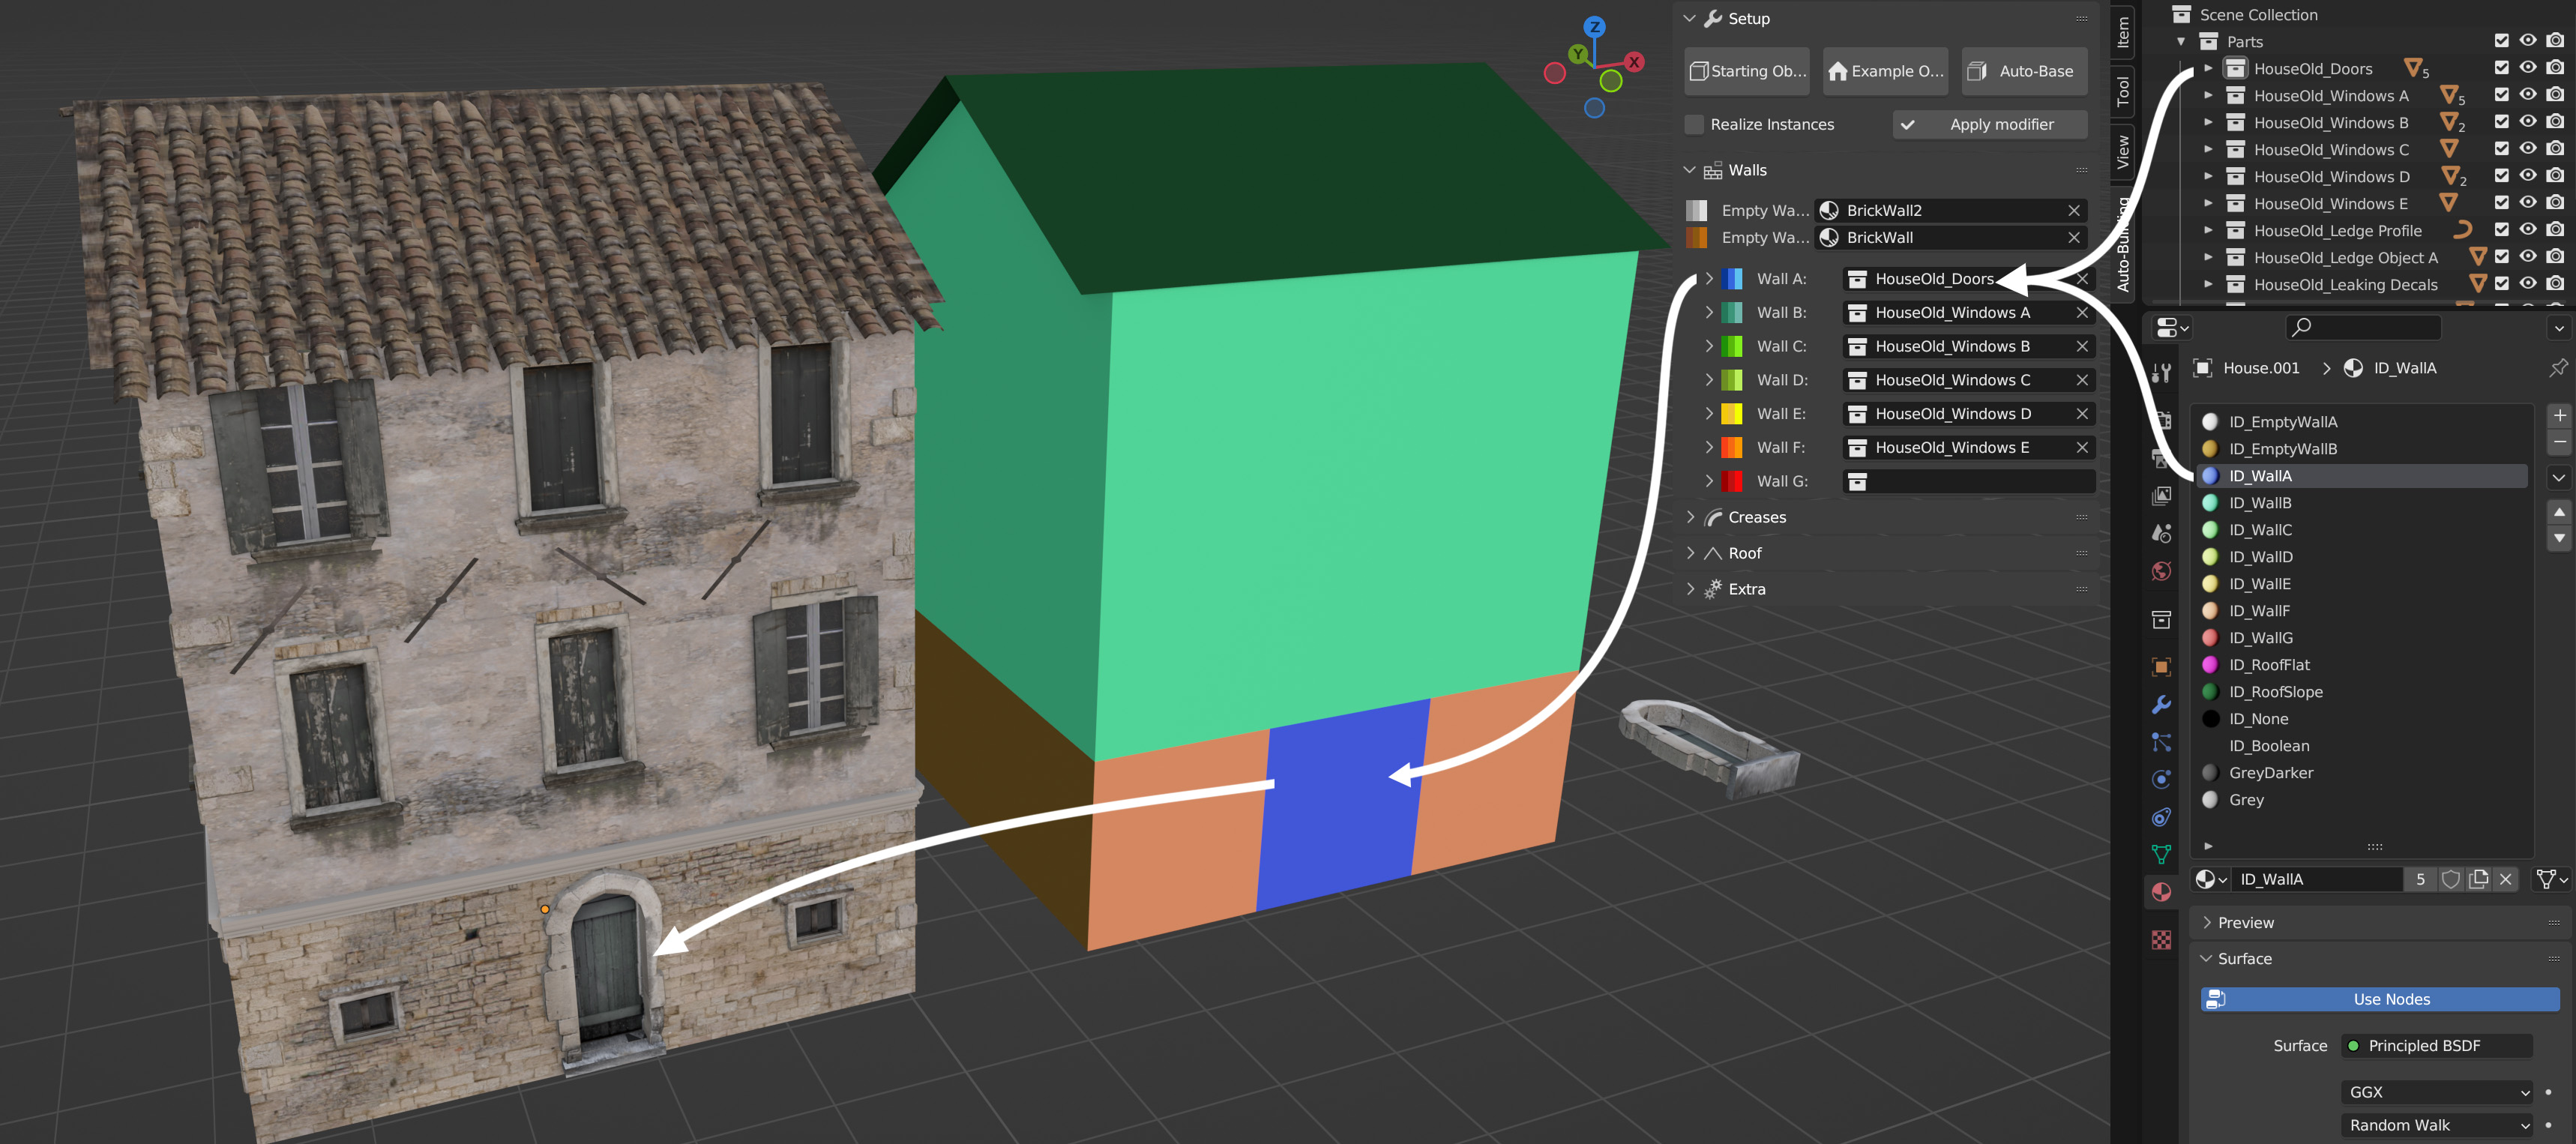 Z
Y
X
Setup
Starting Ob...
Example O...
Auto-Base
Realize Instances
Apply modifier
Walls
Empty Wa...
BrickWall2
Empty Wa...
BrickWall
Wall A:
HouseOld_Doors
Wall B:
HouseOld_Windows A
Wall C:
HouseOld_Windows B
Wall D:
HouseOld_Windows C
Wall E:
HouseOld_Windows D
Wall F:
HouseOld_Windows E
Wall G:
Creases
Roof
Extra
Item
Tool
View
Auto-Building
Scene Collection
Parts
HouseOld_Doors 5
HouseOld_Windows A 5
HouseOld_Windows B 2
HouseOld_Windows C
HouseOld_Windows D 2
HouseOld_Windows E
HouseOld_Ledge Profile
HouseOld_Ledge Object A
HouseOld_Leaking Decals
House.001
ID_WallA
ID_EmptyWallA
ID_EmptyWallB
ID_WallA
ID_WallB
ID_WallC
ID_WallD
ID_WallE
ID_WallF
ID_WallG
ID_RoofFlat
ID_RoofSlope
ID_None
ID_Boolean
GreyDarker
Grey
ID_WallA
5
Preview
Surface
Use Nodes
Surface
Principled BSDF
GGX
Random Walk